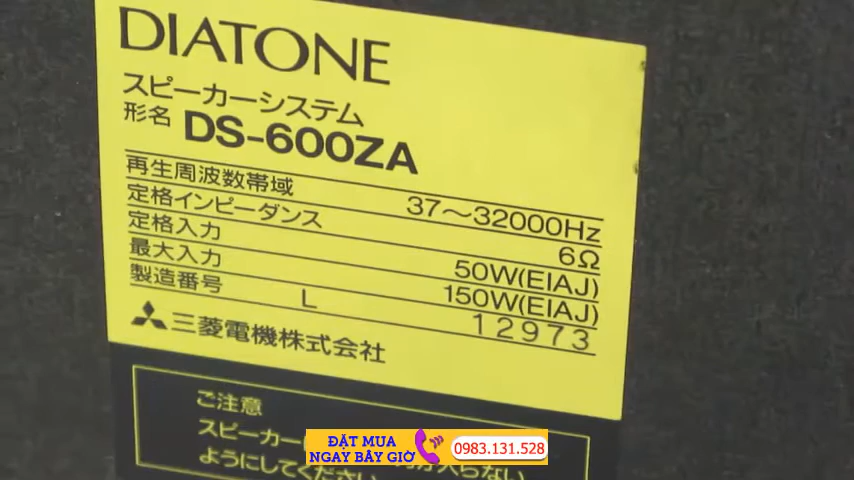 DIATONE
スピーカーシステム
形名 DS-600ZA
再生周波数帯域 37〜32000Hz
定格インピーダンス 6Ω
定格入力 50W(EIAJ)
最大入力 150W(EIAJ)
製造番号 L 12973
三菱電機株式会社
ご注意
スピーカー
ようにしてください
ĐẶT MUA
NGAY BÂY GIỜ
0983.131.528